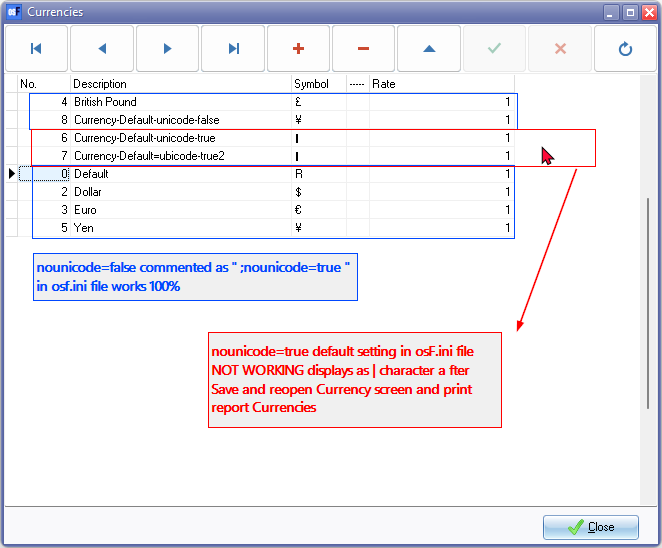 osF Currencies
No. Description Symbol ----- Rate
4 British Pound £ 1
8 Currency-Default-unicode-false ¥ 1
6 Currency-Default-unicode-true | 1
7 Currency-Default=ubicode-true2 | 1
0 Default R 1
2 Dollar $ 1
3 Euro € 1
5 Yen ¥ 1
nounicode=false commented as " ;nounicode=true "
in osf.ini file works 100%
nounicode=true default setting in osF.ini file
NOT WORKING displays as | character a fter
Save and reopen Currency screen and print
report Currencies
Close